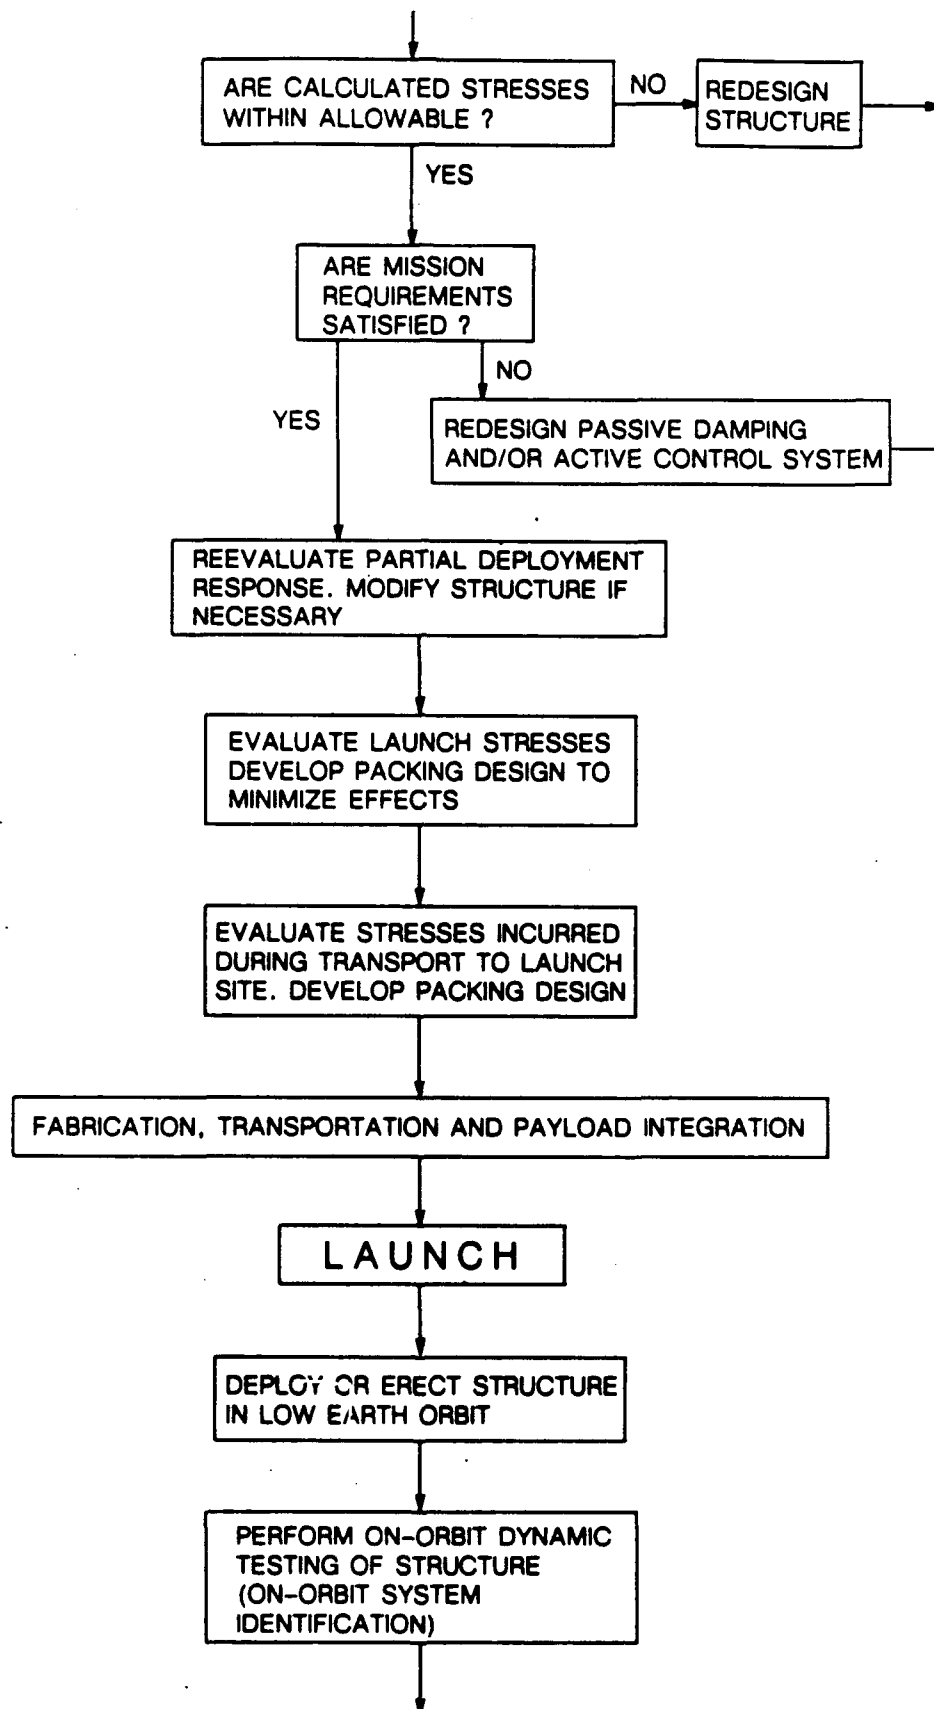 ARE CALCULATED STRESSES
WITHIN ALLOWABLE ?
NO
REDESIGN
STRUCTURE
YES
ARE MISSION
REQUIREMENTS
SATISFIED ?
NO
YES
REDESIGN PASSIVE DAMPING
AND/OR ACTIVE CONTROL SYSTEM
REEVALUATE PARTIAL DEPLOYMENT
RESPONSE. MODIFY STRUCTURE IF
NECESSARY
EVALUATE LAUNCH STRESSES
DEVELOP PACKING DESIGN TO
MINIMIZE EFFECTS
EVALUATE STRESSES INCURRED
DURING TRANSPORT TO LAUNCH
SITE. DEVELOP PACKING DESIGN
FABRICATION, TRANSPORTATION AND PAYLOAD INTEGRATION
LAUNCH
DEPLOY OR ERECT STRUCTURE
IN LOW EARTH ORBIT
PERFORM ON-ORBIT DYNAMIC
TESTING OF STRUCTURE
(ON-ORBIT SYSTEM
IDENTIFICATION)